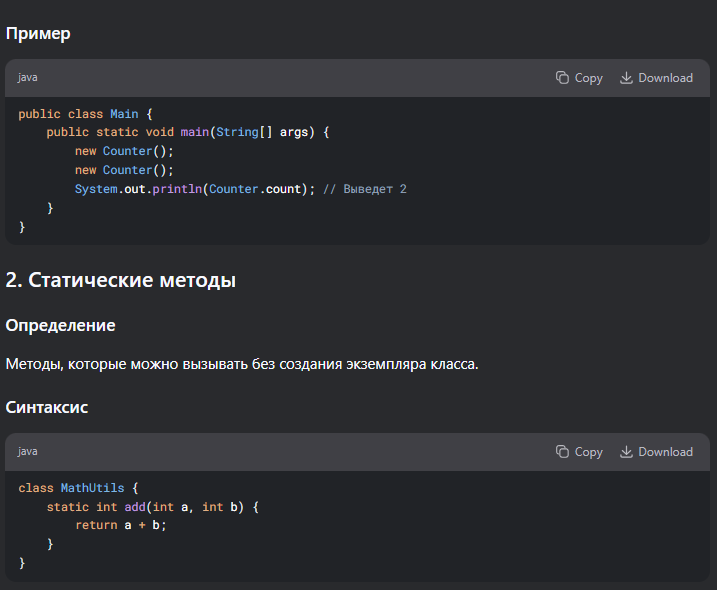 Пример
java Copy Download
public class Main {
    public static void main(String[] args) {
        new Counter();
        new Counter();
        System.out.println(Counter.count); // Выведет 2
    }
}
2. Статические методы
Определение
Методы, которые можно вызывать без создания экземпляра класса.
Синтаксис
java Copy Download
class MathUtils {
    static int add(int a, int b) {
        return a + b;
    }
}